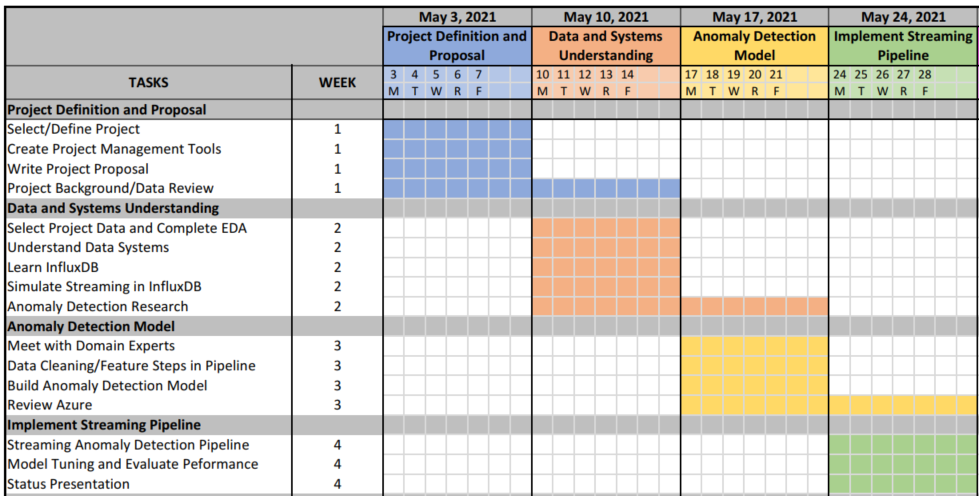 May 3, 2021 May 10, 2021 May 17, 2021 May 24, 2021
Project Definition and Data and Systems Anomaly Detection Implement Streaming
Proposal Understanding Model Pipeline
3 4 5 6 7 10 11 12 13 14 17 18 19 20 21 24 25 26 27 28
TASKS WEEK
M T W R F M T W R F M T W R F M T W R F
Project Definition and Proposal
Select/Define Project 1
Create Project Management Tools 1
Write Project Proposal 1
Project Background/Data Review 1
Data and Systems Understanding
Select Project Data and Complete EDA 2
Understand Data Systems 2
Learn InfluxDB 2
Simulate Streaming in InfluxDB 2
Anomaly Detection Research 2
Anomaly Detection Model
Meet with Domain Experts 3
Data Cleaning/Feature Steps in Pipeline 3
Build Anomaly Detection Model 3
Review Azure 3
Implement Streaming Pipeline
Streaming Anomaly Detection Pipeline 4
Model Tuning and Evaluate Peformance 4
Status Presentation 4